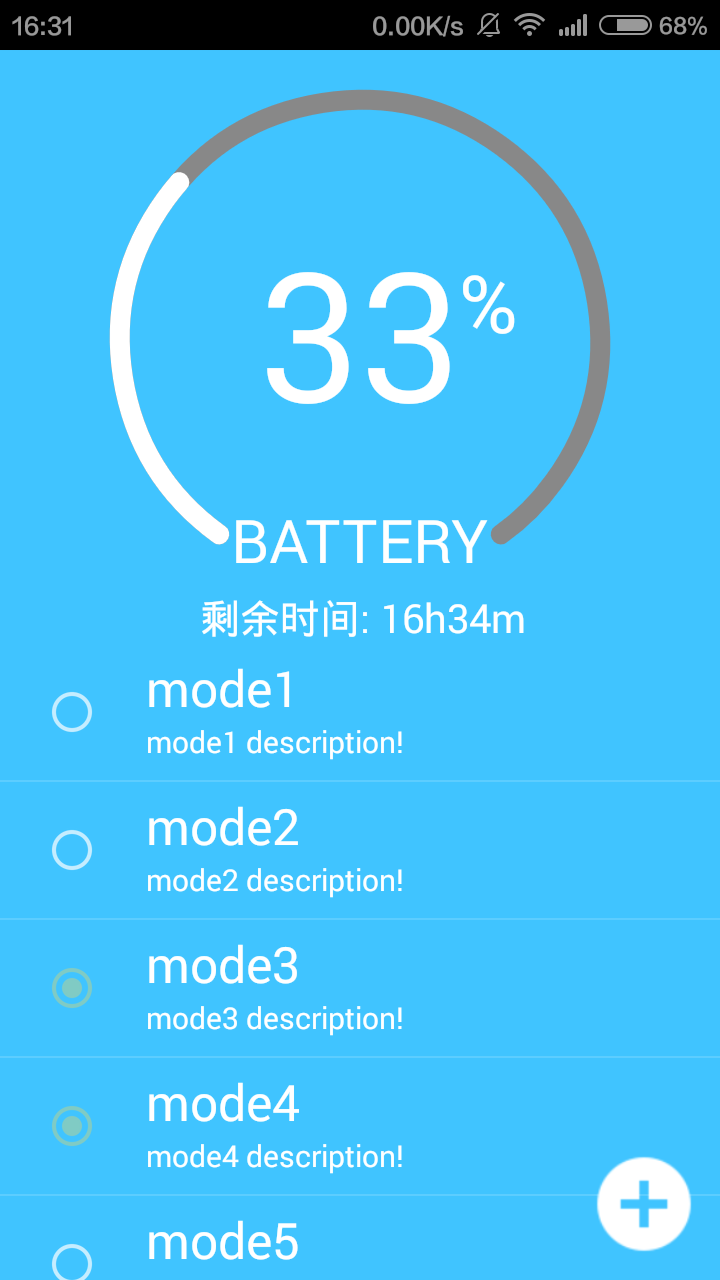 16:31 0.00K/s 68%
33%
BATTERY
剩余时间: 16h34m
mode1
mode1 description!
mode2
mode2 description!
mode3
mode3 description!
mode4
mode4 description!
mode5